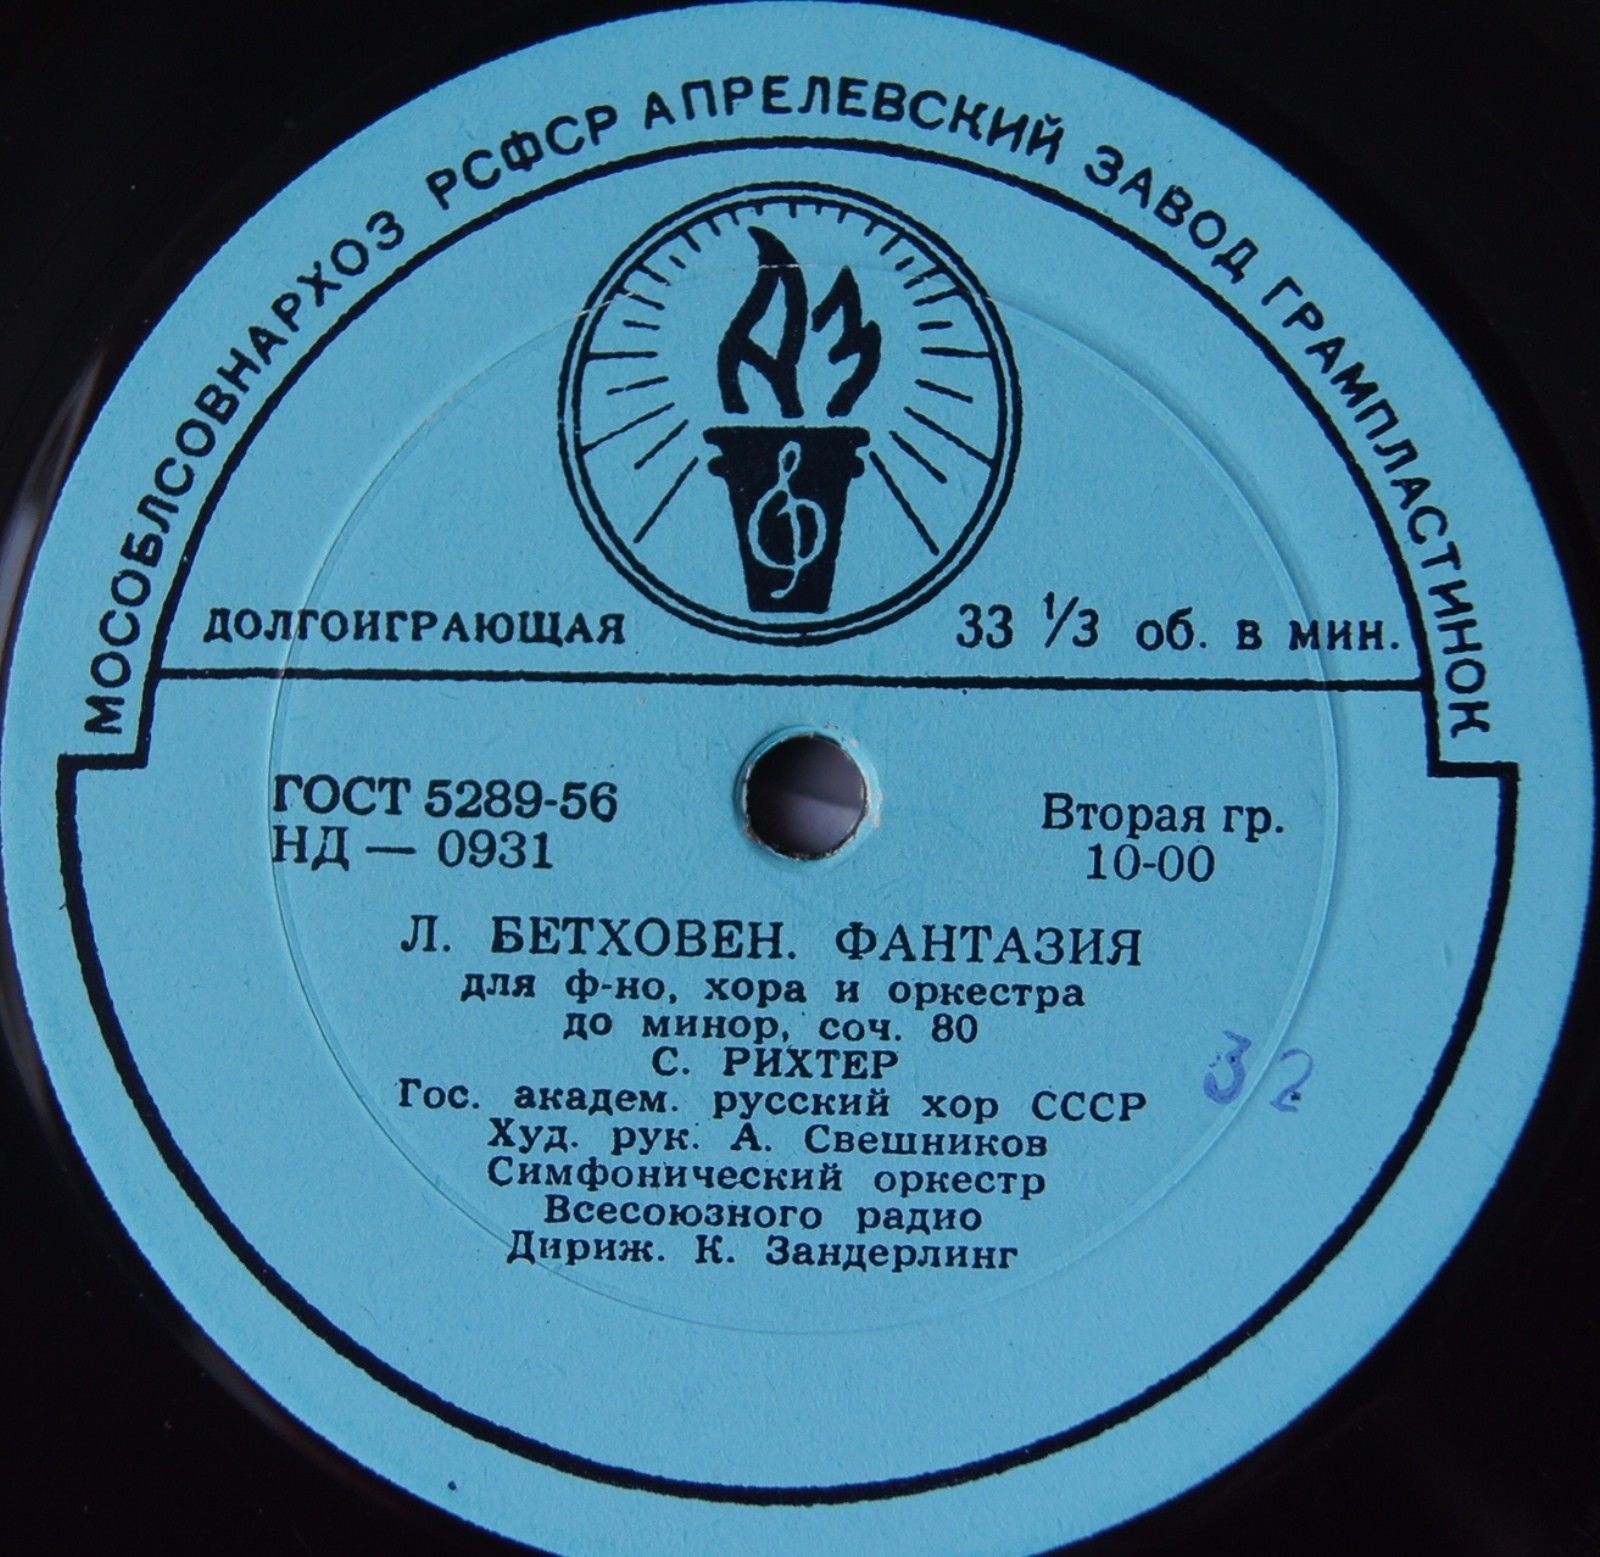 МОСОБЛСОВНАРХОЗ РСФСР АПРЕЛЕВСКИЙ ЗАВОД ГРАМПЛАСТИНОК
АЗ
ДОЛГОИГРАЮЩАЯ
33 1/3 об. в мин.
ГОСТ 5289-56
НД — 0931
Вторая гр.
10-00
Л. БЕТХОВЕН. ФАНТАЗИЯ
для ф-но, хора и оркестра
до минор, соч. 80
С. РИХТЕР
Гос. академ. русский хор СССР
Худ. рук. А. Свешников
Симфонический оркестр
Всесоюзного радио
Дириж. К. Зандерлинг
32